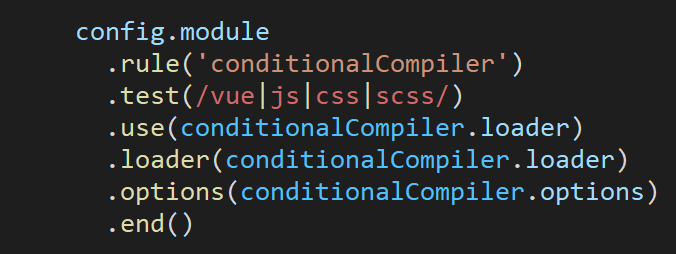 config.module
.rule('conditionalCompiler')
.test(/vue|js|css|scss/)
.use(conditionalCompiler.loader)
.loader(conditionalCompiler.loader)
.options(conditionalCompiler.options)
.end()